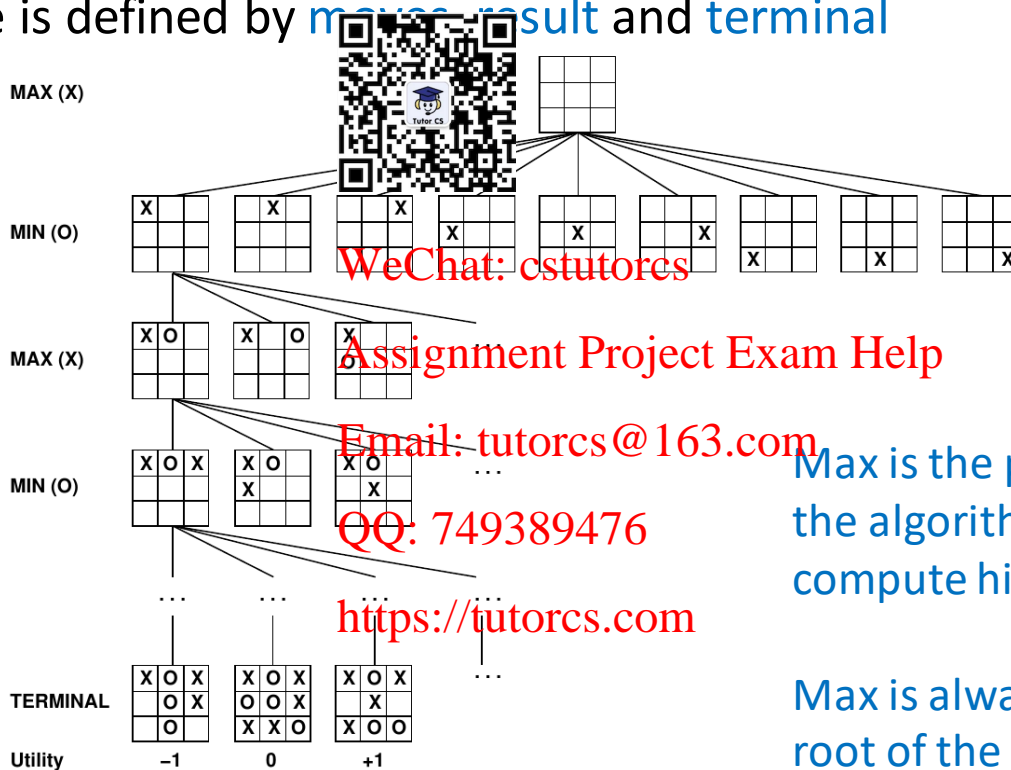 e is defined by moves, result and terminal
Tutor CS
MAX (X)
MIN (O)
X
X
X
X
X
X
X
X
X
WeChat: cstutorcs
MAX (X)
X O
X O
X
O
...
Assignment Project Exam Help
Email: tutorcs@163.com
MIN (O)
X O X
X O
X
X O
X
...
Max is the p
the algorith
compute hi
QQ: 749389476
... ... ... ...
https://tutorcs.com
TERMINAL
X O X
O X
O
X O X
O O X
X X O
X O X
X
X O O
...
Max is alwa
root of the
Utility –1 0 +1